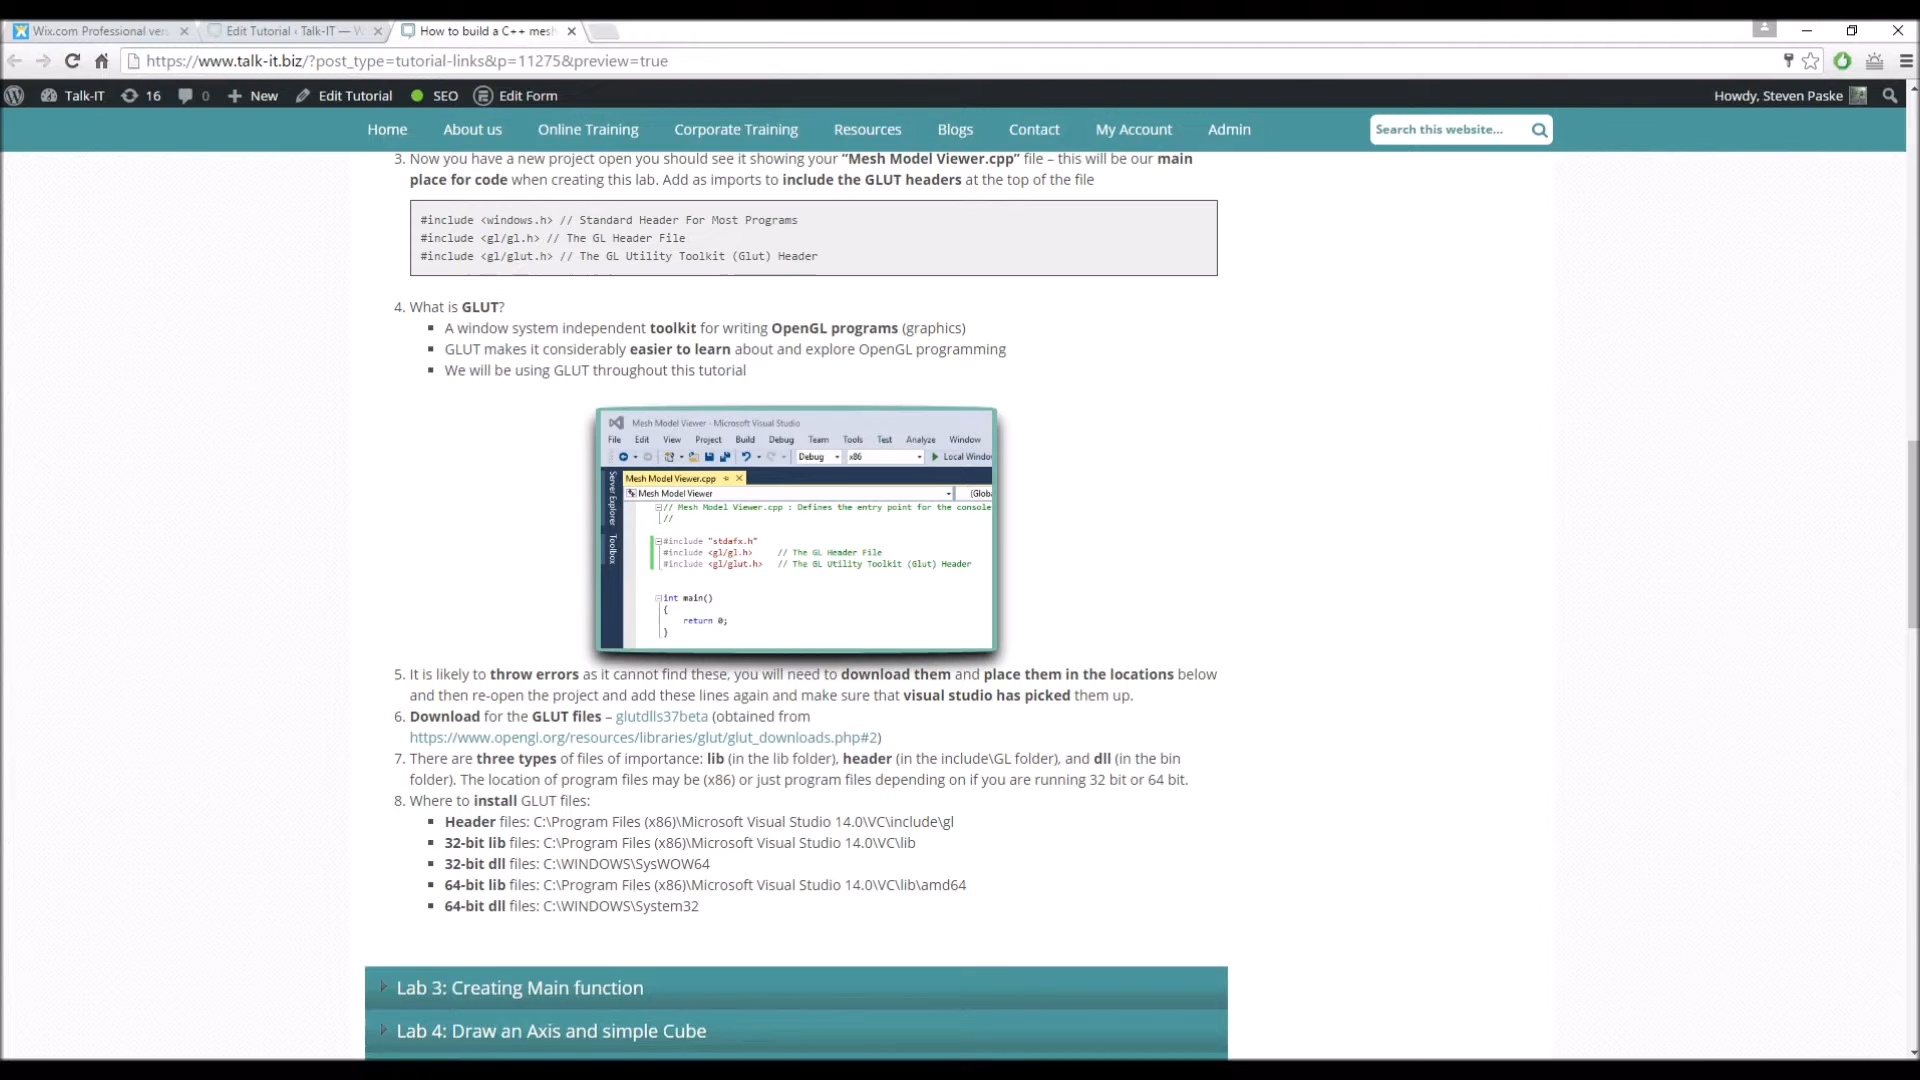 Wix.com Professional ver
Edit Tutorial ‹ Talk-IT — W
How to build a C++ mesh
https://www.talk-it.biz/?post_type=tutorial-links&p=11275&preview=true
Talk-IT 16 0 New Edit Tutorial SEO Edit Form Howdy, Steven Paske
Home About us Online Training Corporate Training Resources Blogs Contact My Account Admin Search this website...
3. Now you have a new project open you should see it showing your “Mesh Model Viewer.cpp” file – this will be our main
place for code when creating this lab. Add as imports to include the GLUT headers at the top of the file
#include <windows.h> // Standard Header For Most Programs
#include <gl/gl.h> // The GL Header File
#include <gl/glut.h> // The GL Utility Toolkit (Glut) Header
4. What is GLUT?
▪ A window system independent toolkit for writing OpenGL programs (graphics)
▪ GLUT makes it considerably easier to learn about and explore OpenGL programming
▪ We will be using GLUT throughout this tutorial
Mesh Model Viewer - Microsoft Visual Studio
File Edit View Project Build Debug Team Tools Test Analyze Window
Debug x86 Local Windo
Server Explorer Toolbox
Mesh Model Viewer.cpp
Mesh Model Viewer (Globa
// Mesh Model Viewer.cpp : Defines the entry point for the console
//
#include "stdafx.h"
#include <gl/gl.h> // The GL Header File
#include <gl/glut.h> // The GL Utility Toolkit (Glut) Header
int main()
{
return 0;
}
5. It is likely to throw errors as it cannot find these, you will need to download them and place them in the locations below
and then re-open the project and add these lines again and make sure that visual studio has picked them up.
6. Download for the GLUT files – glutdlls37beta (obtained from
https://www.opengl.org/resources/libraries/glut/glut_downloads.php#2)
7. There are three types of files of importance: lib (in the lib folder), header (in the include\GL folder), and dll (in the bin
folder). The location of program files may be (x86) or just program files depending on if you are running 32 bit or 64 bit.
8. Where to install GLUT files:
▪ Header files: C:\Program Files (x86)\Microsoft Visual Studio 14.0\VC\include\gl
▪ 32-bit lib files: C:\Program Files (x86)\Microsoft Visual Studio 14.0\VC\lib
▪ 32-bit dll files: C:\WINDOWS\SysWOW64
▪ 64-bit lib files: C:\Program Files (x86)\Microsoft Visual Studio 14.0\VC\lib\amd64
▪ 64-bit dll files: C:\WINDOWS\System32
Lab 3: Creating Main function
Lab 4: Draw an Axis and simple Cube